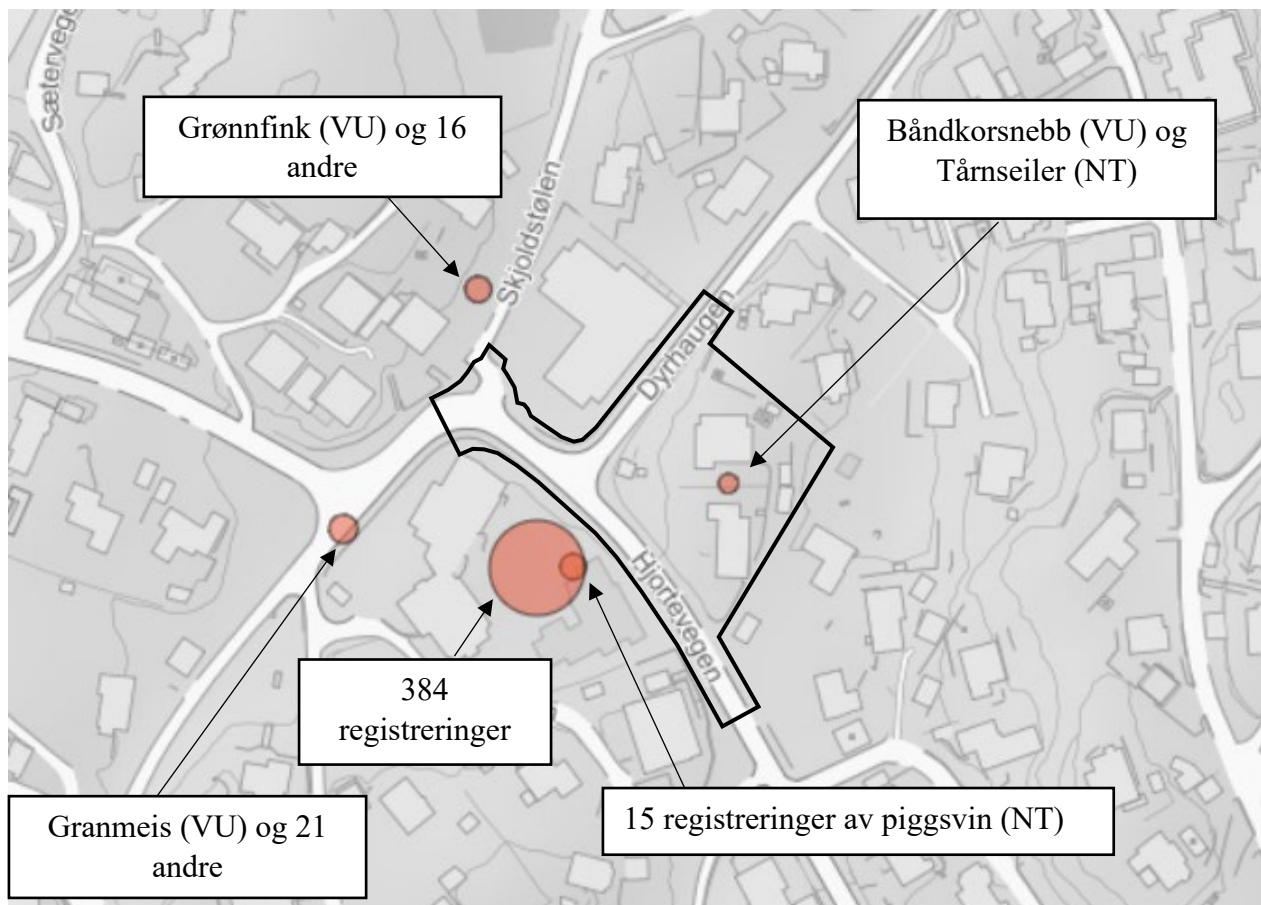 Sætervege
Grønnfink (VU) og 16
andre
Båndkorsnebb (VU) og
Tårnseiler (NT)
Skjoldstølen
Dyrhaugen
Hjortevegen
384
registreringer
15 registreringer av piggsvin (NT)
Granmeis (VU) og 21
andre